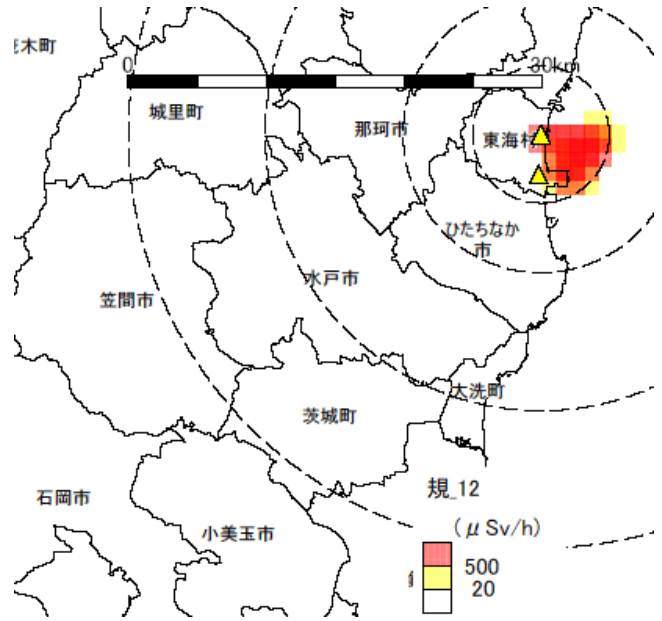 茂木町
0
30km
城里町
那珂市
東海村
ひたちなか
市
水戸市
笠間市
大洗町
茨城町
規_12
石岡市
(μSv/h)
小美玉市
500
20